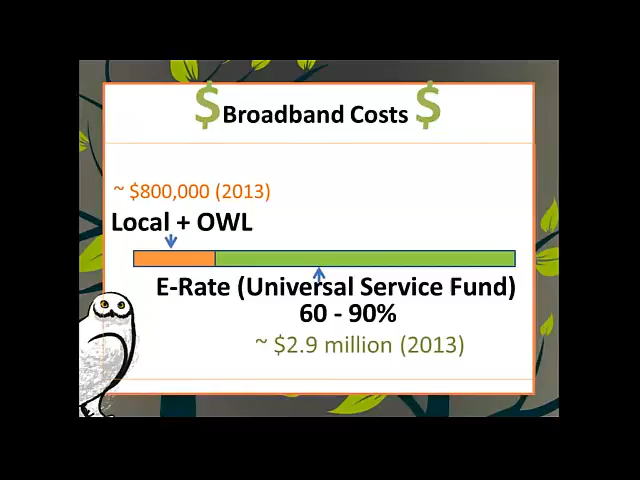 $ Broadband Costs $
~ $800,000 (2013)
Local + OWL
E-Rate (Universal Service Fund)
60 - 90%
~ $2.9 million (2013)